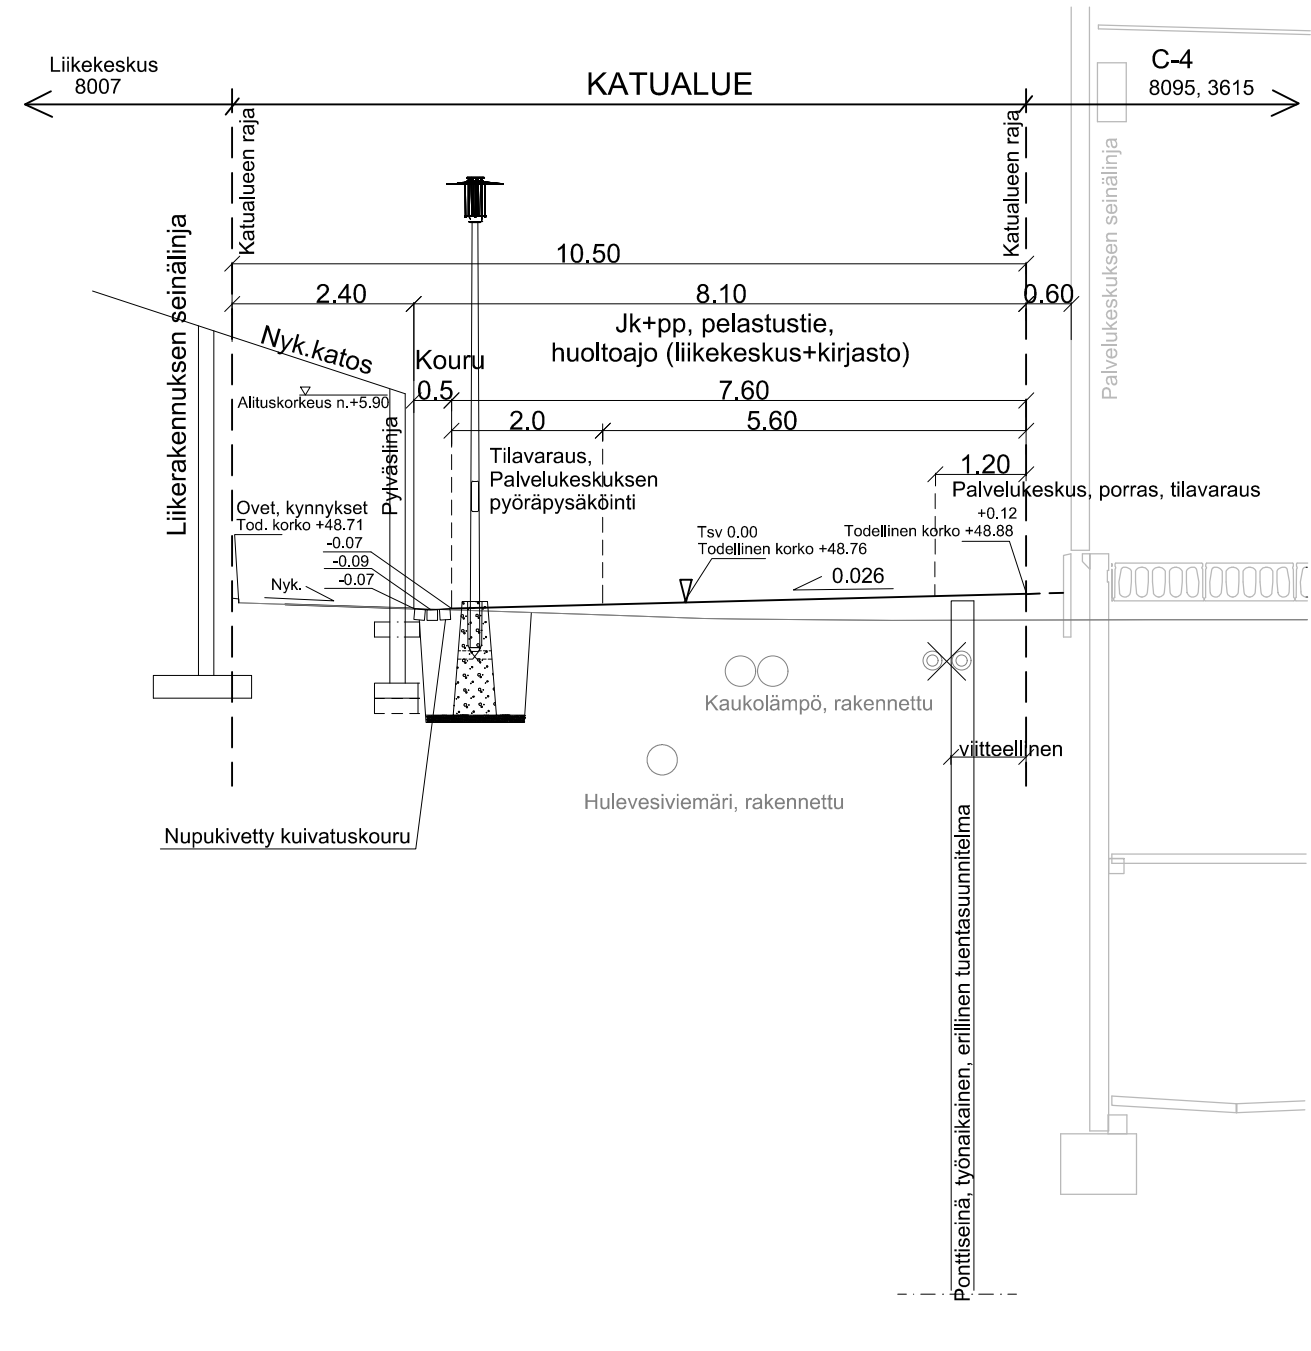 Liikekeskus
8007
KATUALUE
C-4
8095, 3615
Katualueen raja
Katualueen raja
Palvelukeskuksen seinälinja
Liikerakennuksen seinälinja
10.50
2.40
8.10
0.60
Nyk.katos
Jk+pp, pelastustie,
huoltoajo (liikekeskus+kirjasto)
Kouru
0.5
7.60
Alituskorkeus n.+5.90
2.0
5.60
Pylväslinja
Tilavaraus,
Palvelukeskuksen
pyöräpysäköinti
1.20
Palvelukeskus, porras, tilavaraus
+0.12
Todellinen korko +48.88
Ovet, kynnykset
Tod. korko +48.71
-0.07
-0.09
-0.07
Tsv 0.00
Todellinen korko +48.76
Nyk.
0.026
Kaukolämpö, rakennettu
viitteellinen
Hulevesiviemäri, rakennettu
Nupukivetty kuivatuskouru
Ponttiseinä, työnaikainen, erillinen tuentasuunnitelma